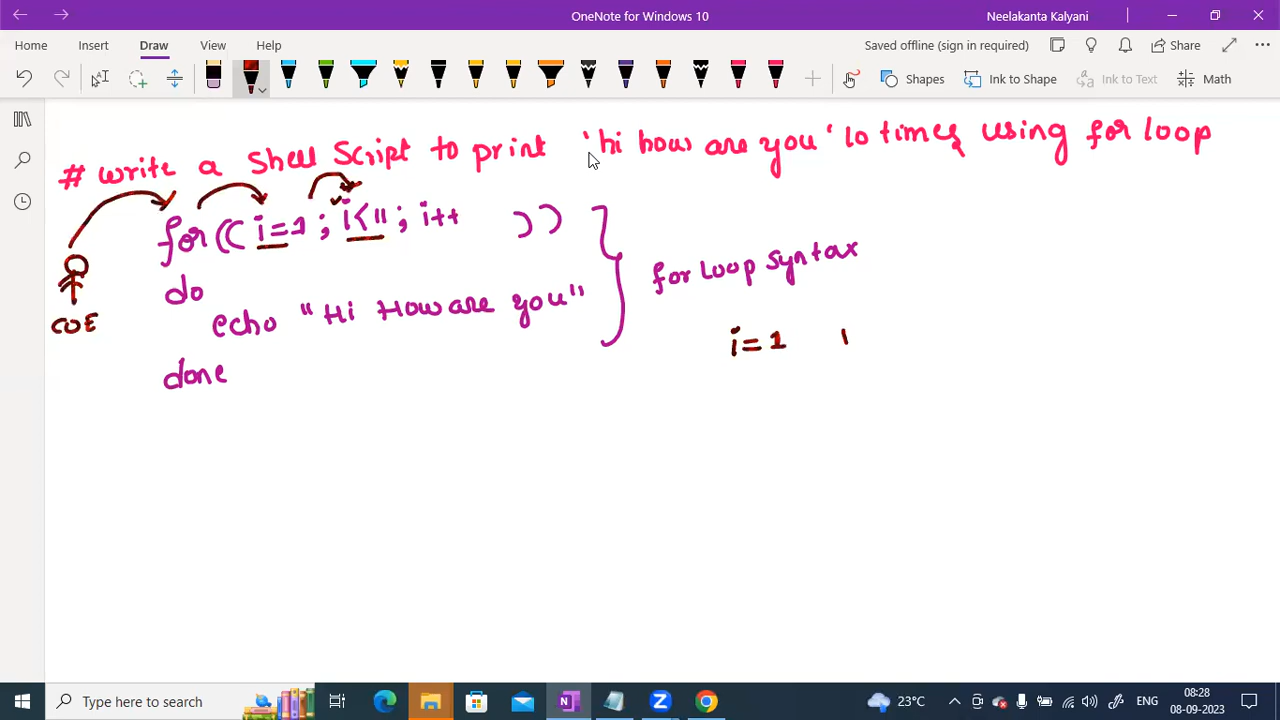 OneNote for Windows 10
Neelakanta Kalyani
Home Insert Draw View Help
Saved offline (sign in required)
Share
Shapes
Ink to Shape
Ink to Text
Math
# write a Shell Script to print 'hi how are you' 10 times using for loop
for (( i=1 ; i<11 ; i++ ))
do
echo "Hi How are you"
done
for loop syntax
COE
i=1 1
Type here to search
23°C
ENG
08:28
08-09-2023